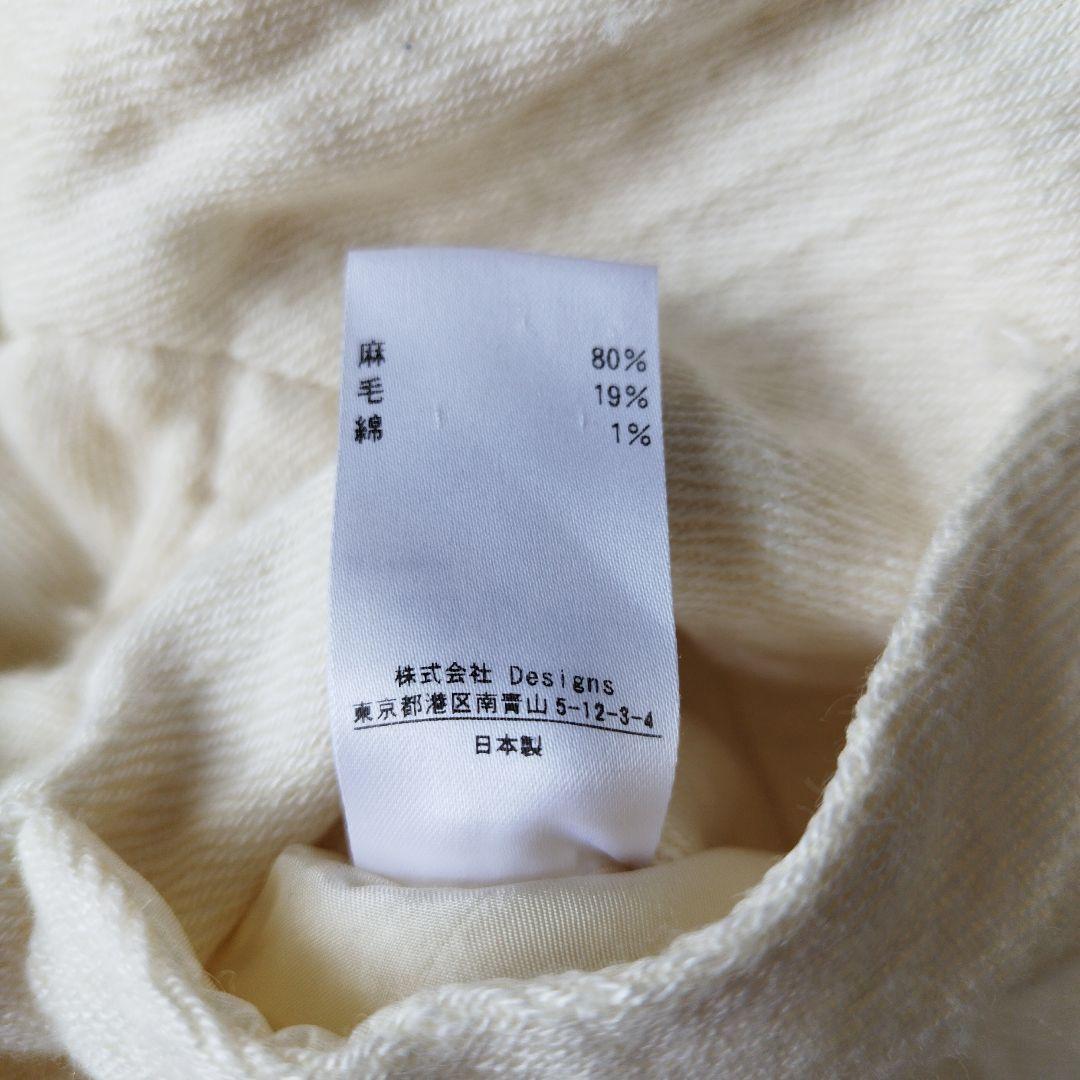 麻 80%
毛 19%
綿 1%
株式会社 Designs
東京都港区南青山5-12-3-4
日本製